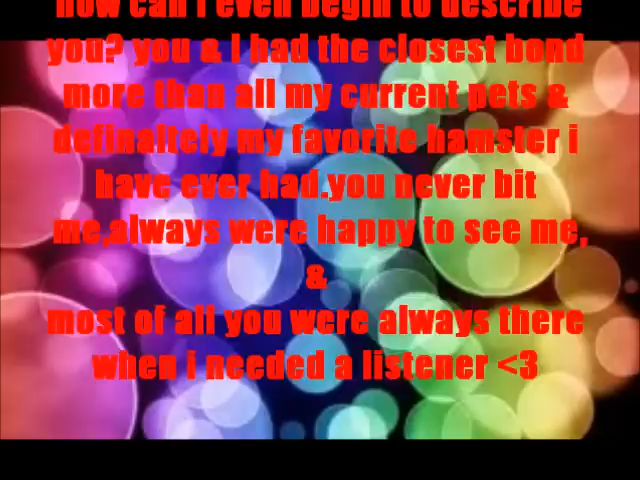 how can i even begin to describe
you? you & I had the closest bond
more than all my current pets &
definaltely my favorite hamster i
have ever had.you never bit
me,always were happy to see me,
&
most of all you were always there
when i needed a listener <3